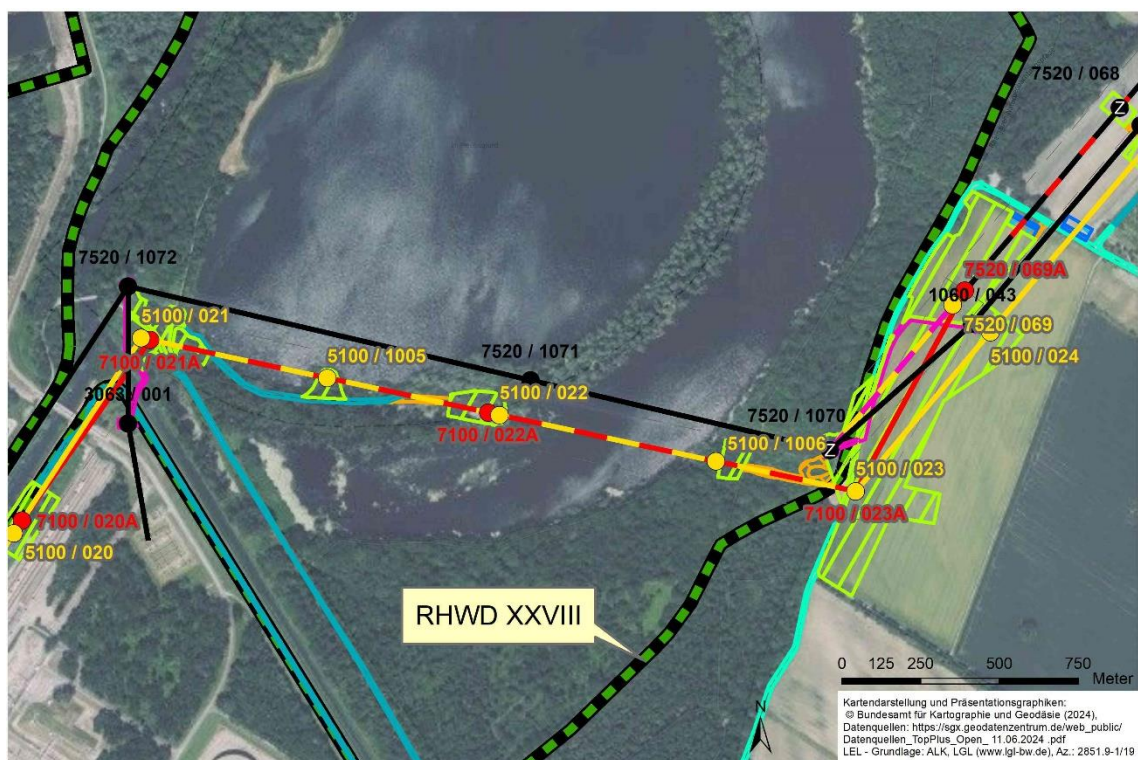 7520 / 068
7520 / 1072
7520 / 069A
1060 / 043
5100 / 021
7520 / 069
7100 / 021A
5100 / 024
7520 / 1071
5100 / 1005
5100 / 022
3063 / 001
7520 / 1070
7100 / 022A
5100 / 1006
Z
Z
5100 / 023
7100 / 023A
7100 / 020A
5100 / 020
RHWD XXVIII
0 125 250 500 750
Meter
N
Kartendarstellung und Präsentationsgraphiken:
© Bundesamt für Kartographie und Geodäsie (2024),
Datenquellen: https://sgx.geodatenzentrum.de/web_public/
Datenquellen_TopPlus_Open_ 11.06.2024 .pdf
LEL - Grundlage: ALK, LGL (www.lgl-bw.de), Az.: 2851.9-1/19